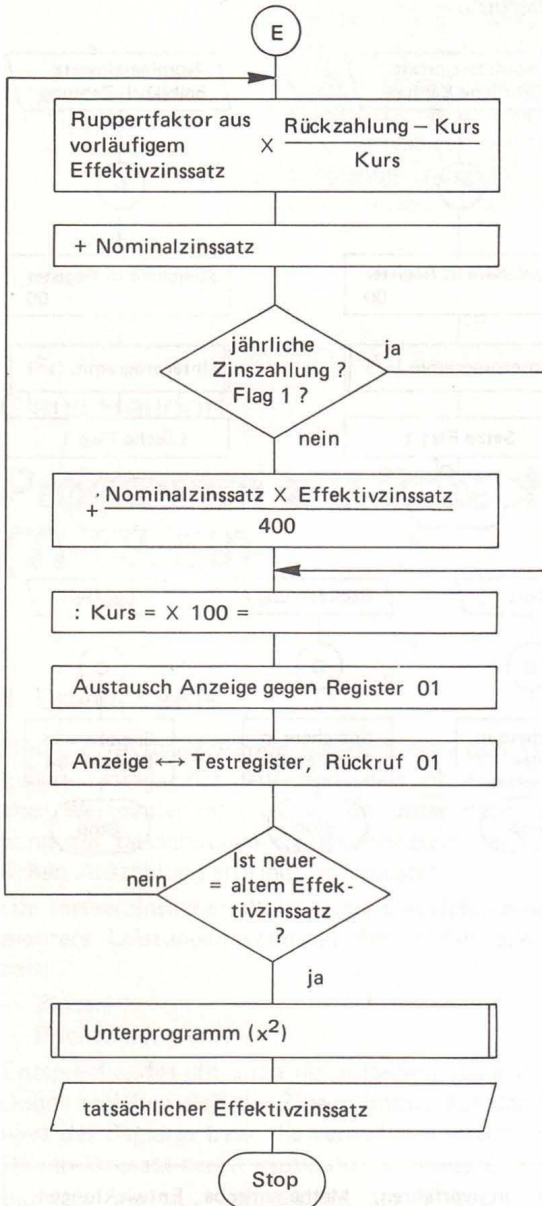 E
Ruppertfaktor aus
vorläufigem
Effektivzinssatz
× Rückzahlung – Kurs
Kurs
+ Nominalzinssatz
jährliche
Zinszahlung ?
Flag 1 ?
ja
nein
+ Nominalzinssatz X Effektivzinssatz
400
: Kurs = X 100 =
Austausch Anzeige gegen Register 01
Anzeige ↔ Testregister, Rückruf 01
nein
Ist neuer
= altem Effek-
tivzinssatz
?
ja
Unterprogramm (x²)
tatsächlicher Effektivzinssatz
Stop